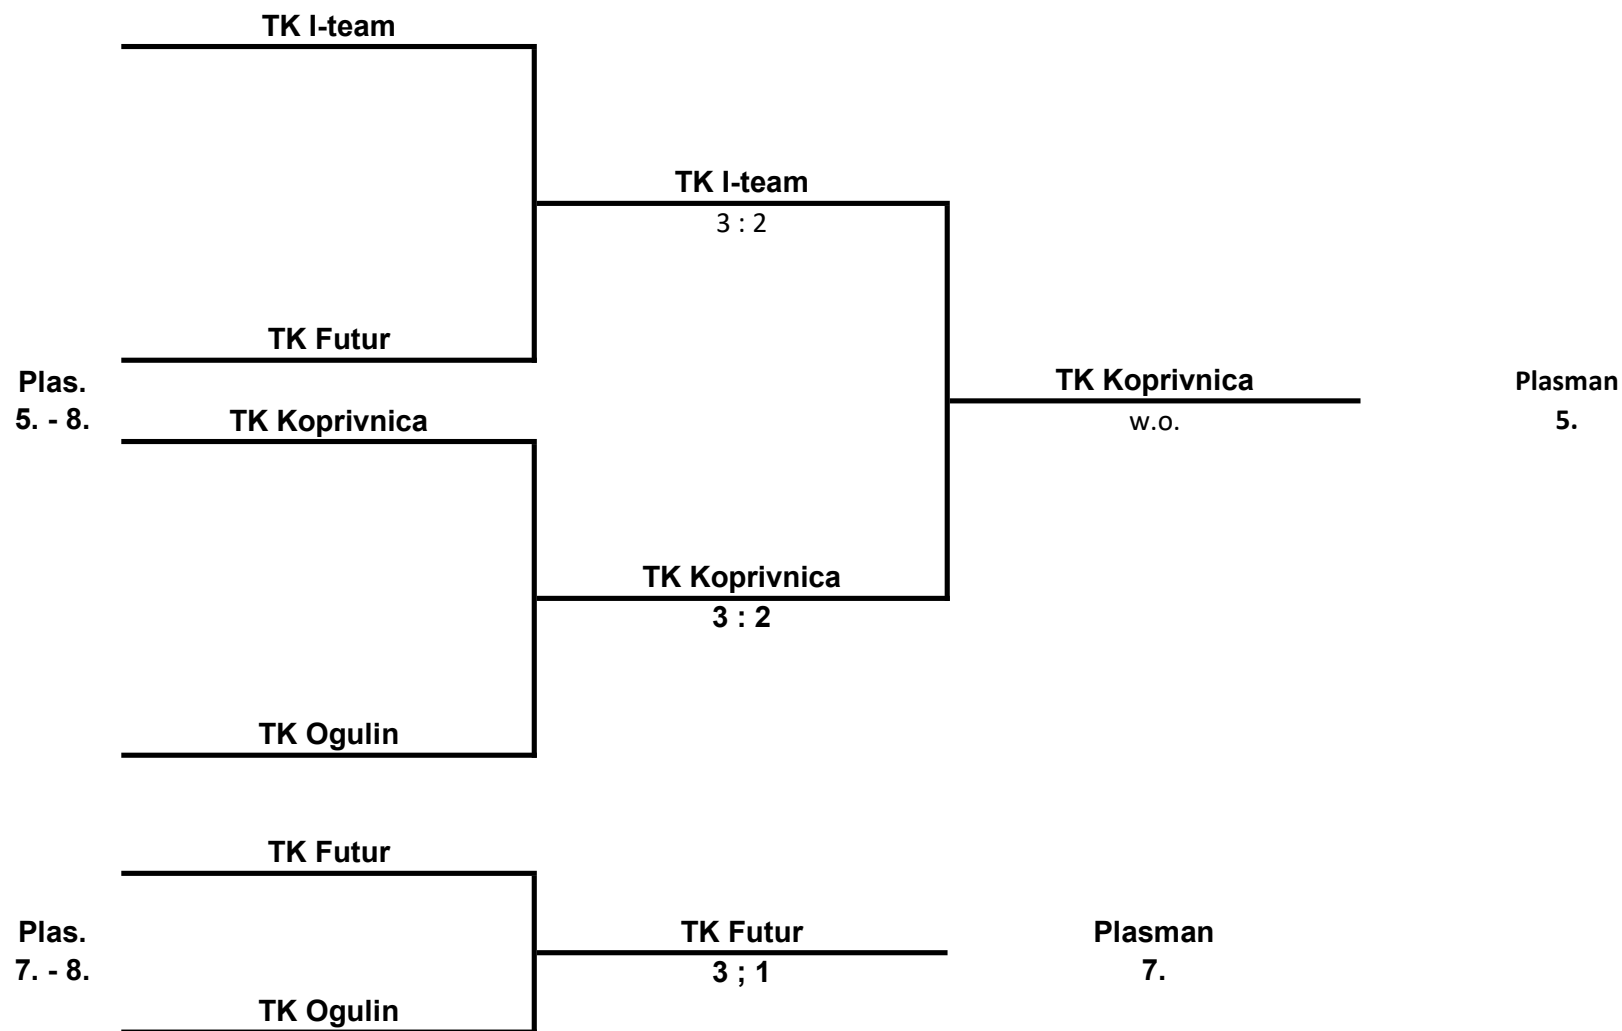 TK I-team
TK I-team
3 : 2
TK Futur
Plas.
5. - 8.
TK Koprivnica
TK Koprivnica
w.o.
Plasman
5.
TK Koprivnica
3 : 2
TK Ogulin
TK Futur
Plas.
7. - 8.
TK Futur
3 ; 1
Plasman
7.
TK Ogulin